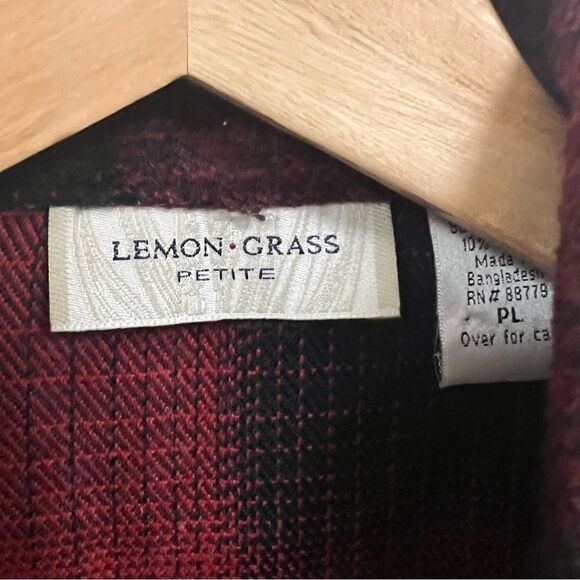 LEMON•GRASS
PETITE
10%
Made
Bangladesh
RN# 88779
PL
Over for ca